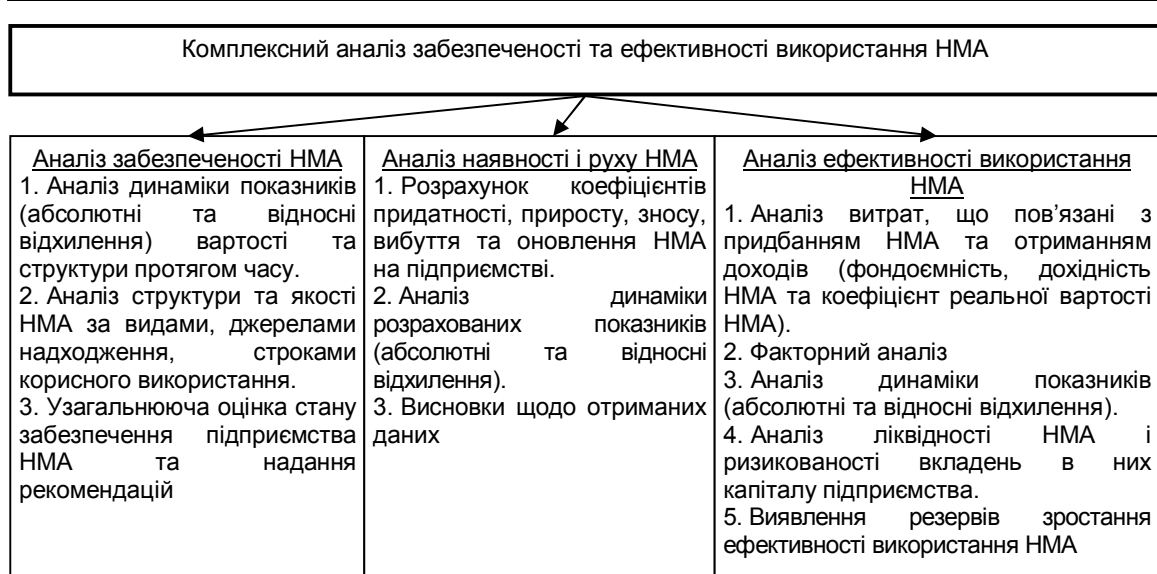 Комплексний аналіз забезпеченості та ефективності використання НМА
Аналіз забезпеченості НМА
1. Аналіз динаміки показників
(абсолютні та відносні
відхилення) вартості та
структури протягом часу.
2. Аналіз структури та якості
НМА за видами, джерелами
надходження, строками
корисного використання.
3. Узагальнююча оцінка стану
забезпечення підприємства
НМА та надання
рекомендацій
Аналіз наявності і руху НМА
1. Розрахунок коефіцієнтів
придатності, приросту, зносу,
вибуття та оновлення НМА
на підприємстві.
2. Аналіз динаміки
розрахованих показників
(абсолютні та відносні
відхилення).
3. Висновки щодо отриманих
даних
Аналіз ефективності використання
НМА
1. Аналіз витрат, що пов’язані з
придбанням НМА та отриманням
доходів (фондоємність, дохідність
НМА та коефіцієнт реальної вартості
НМА).
2. Факторний аналіз
3. Аналіз динаміки показників
(абсолютні та відносні відхилення).
4. Аналіз ліквідності НМА і
ризикованості вкладень в них
капіталу підприємства.
5. Виявлення резервів зростання
ефективності використання НМА